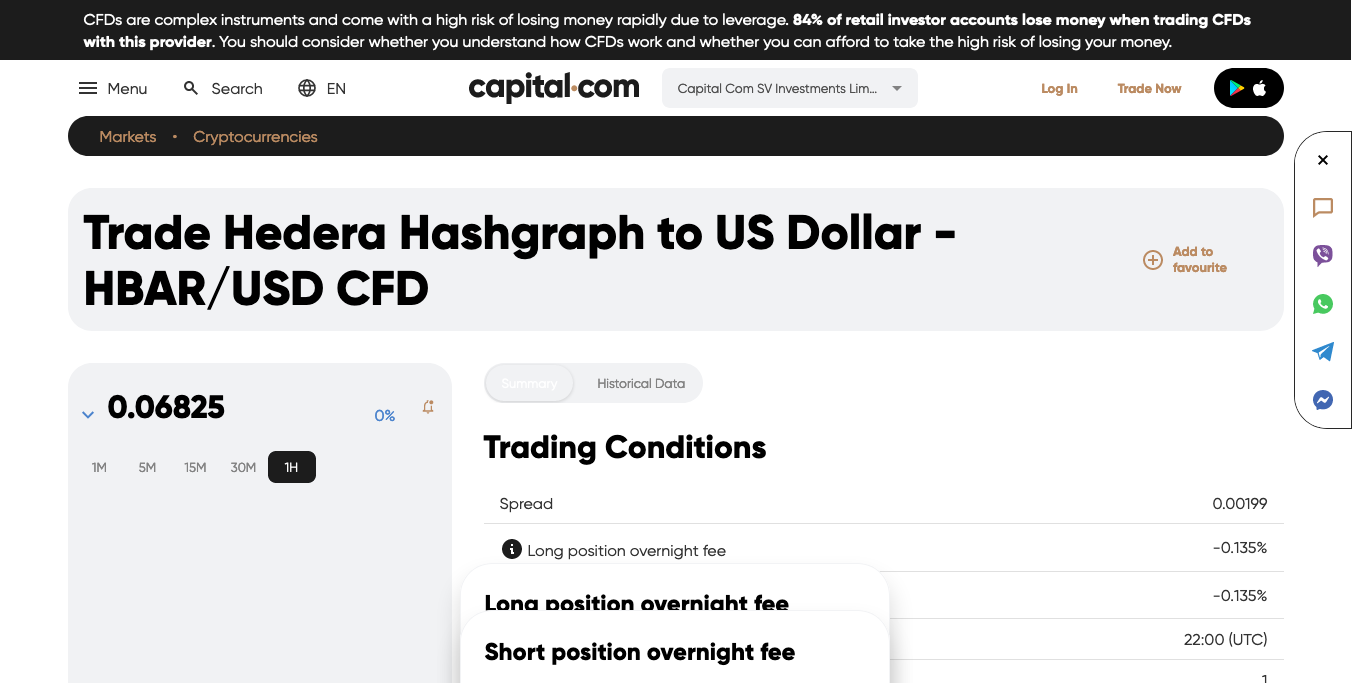 CFDs are complex instruments and come with a high risk of losing money rapidly due to leverage. 84% of retail investor accounts lose money when trading CFDs
with this provider. You should consider whether you understand how CFDs work and whether you can afford to take the high risk of losing your money.
Menu Search EN capital.com Capital Com SV Investments Lim... Log In Trade Now
Markets • Cryptocurrencies
Trade Hedera Hashgraph to US Dollar -
HBAR/USD CFD
Add to
favourite
0.06825 0%
1M 5M 15M 30M 1H
Summary Historical Data
Trading Conditions
Spread 0.00199
Long position overnight fee -0.135%
Long position overnight fee
-0.135%
Short position overnight fee
22:00 (UTC)
1